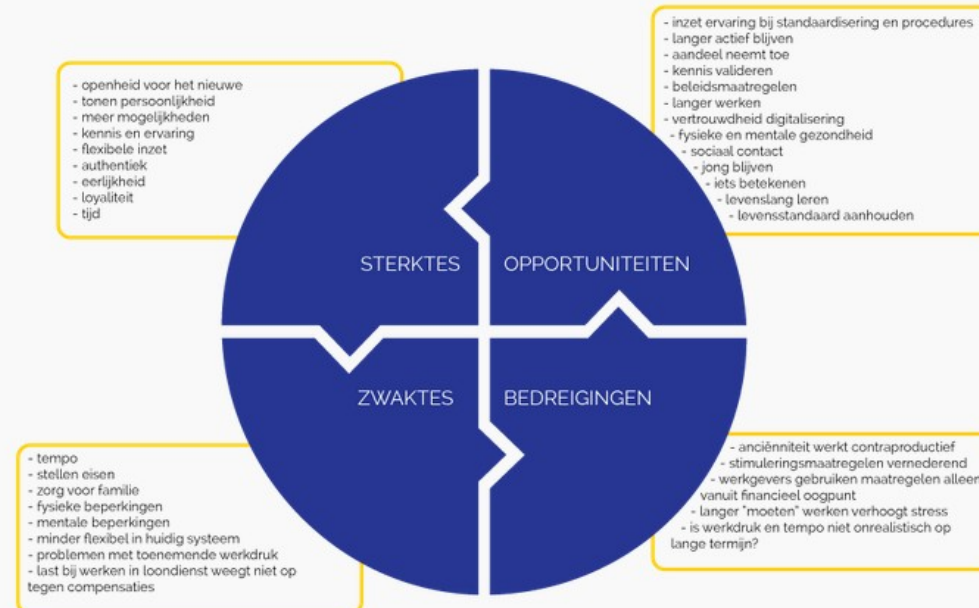 - openheid voor het nieuwe
- tonen persoonlijkheid
- meer mogelijkheden
- kennis en ervaring
- flexibele inzet
- authentiek
- eerlijkheid
- loyaliteit
- tijd
- inzet ervaring bij standaardisering en procedures
- langer actief blijven
- aandeel neemt toe
- kennis valideren
- beleidsmaatregelen
- langer werken
- vertrouwdheid digitalisering
- fysieke en mentale gezondheid
- sociaal contact
- jong blijven
- iets betekenen
- levenslang leren
- levensstandaard aanhouden
STERKTES
OPPORTUNITEITEN
ZWAKTES
BEDREIGINGEN
- tempo
- stellen eisen
- zorg voor familie
- fysieke beperkingen
- mentale beperkingen
- minder flexibel in huidig systeem
- problemen met toenemende werkdruk
- last bij werken in loondienst weegt niet op
tegen compensaties
- anciënniteit werkt contraproductief
- stimuleringsmaatregelen vernederend
- werkgevers gebruiken maatregelen alleen
vanuit financieel oogpunt
- langer "moeten" werken verhoogt stress
- is werkdruk en tempo niet onrealistisch op
lange termijn?